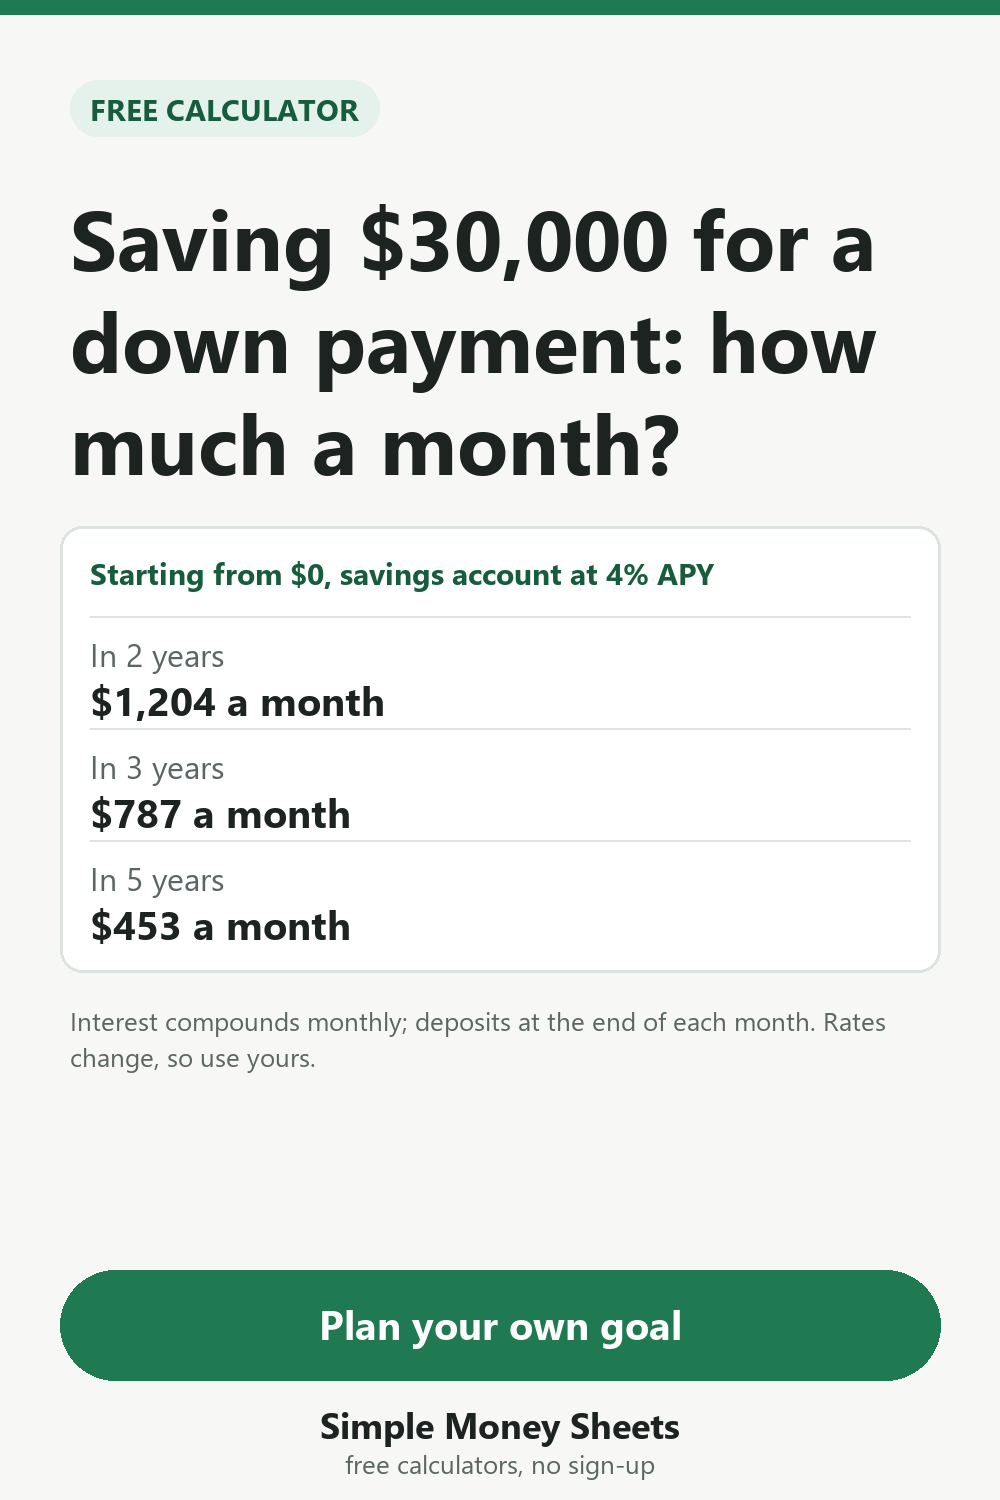 FREE CALCULATOR
Saving $30,000 for a
down payment: how
much a month?
Starting from $0, savings account at 4% APY
In 2 years
$1,204 a month
In 3 years
$787 a month
In 5 years
$453 a month
Interest compounds monthly; deposits at the end of each month. Rates
change, so use yours.
Plan your own goal
Simple Money Sheets
free calculators, no sign-up